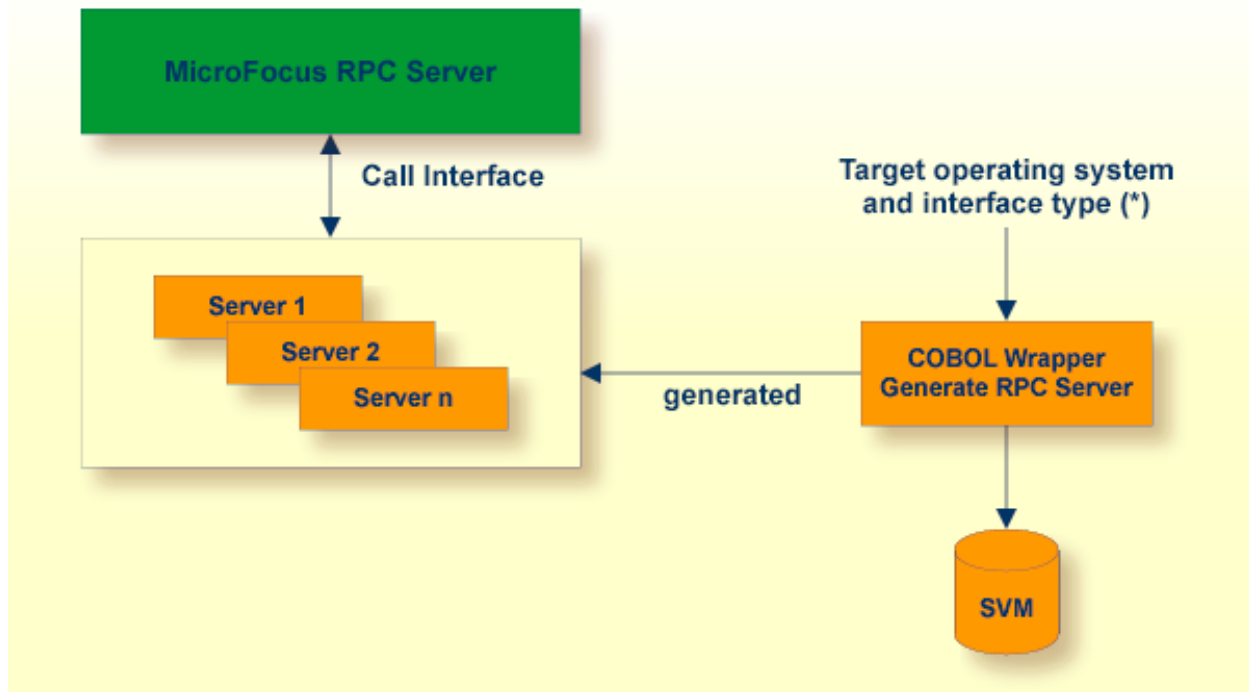 MicroFocus RPC Server
Call Interface
Target operating system
and interface type (*)
Server 1
Server 2
Server n
generated
COBOL Wrapper
Generate RPC Server
SVM